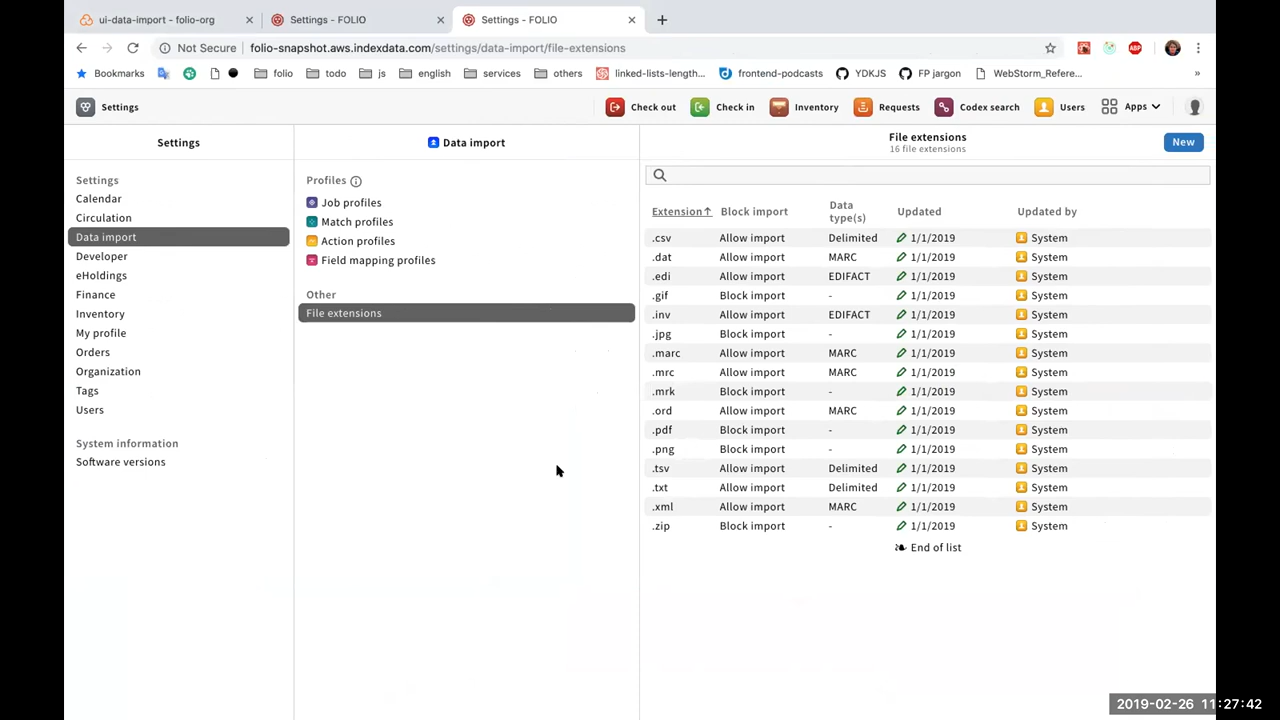 ui-data-import - folio-org
Settings - FOLIO
Settings - FOLIO
Not Secure folio-snapshot.aws.indexdata.com/settings/data-import/file-extensions
ABP
Bookmarks folio todo js english services others linked-lists-length... frontend-podcasts YDKJS FP jargon WebStorm_Refere... »
Settings Check out Check in Inventory Requests Codex search Users Apps
Settings
Settings
Calendar
Circulation
Data import
Developer
eHoldings
Finance
Inventory
My profile
Orders
Organization
Tags
Users
System information
Software versions
Data import
Profiles
Job profiles
Match profiles
Action profiles
Field mapping profiles
Other
File extensions
File extensions
16 file extensions
New
Extension↑ Block import Data type(s) Updated Updated by
.csv Allow import Delimited 1/1/2019 System
.dat Allow import MARC 1/1/2019 System
.edi Allow import EDIFACT 1/1/2019 System
.gif Block import - 1/1/2019 System
.inv Allow import EDIFACT 1/1/2019 System
.jpg Block import - 1/1/2019 System
.marc Allow import MARC 1/1/2019 System
.mrc Allow import MARC 1/1/2019 System
.mrk Block import - 1/1/2019 System
.ord Allow import MARC 1/1/2019 System
.pdf Block import - 1/1/2019 System
.png Block import - 1/1/2019 System
.tsv Allow import Delimited 1/1/2019 System
.txt Allow import Delimited 1/1/2019 System
.xml Allow import MARC 1/1/2019 System
.zip Block import - 1/1/2019 System
End of list
2019-02-26 11:27:42